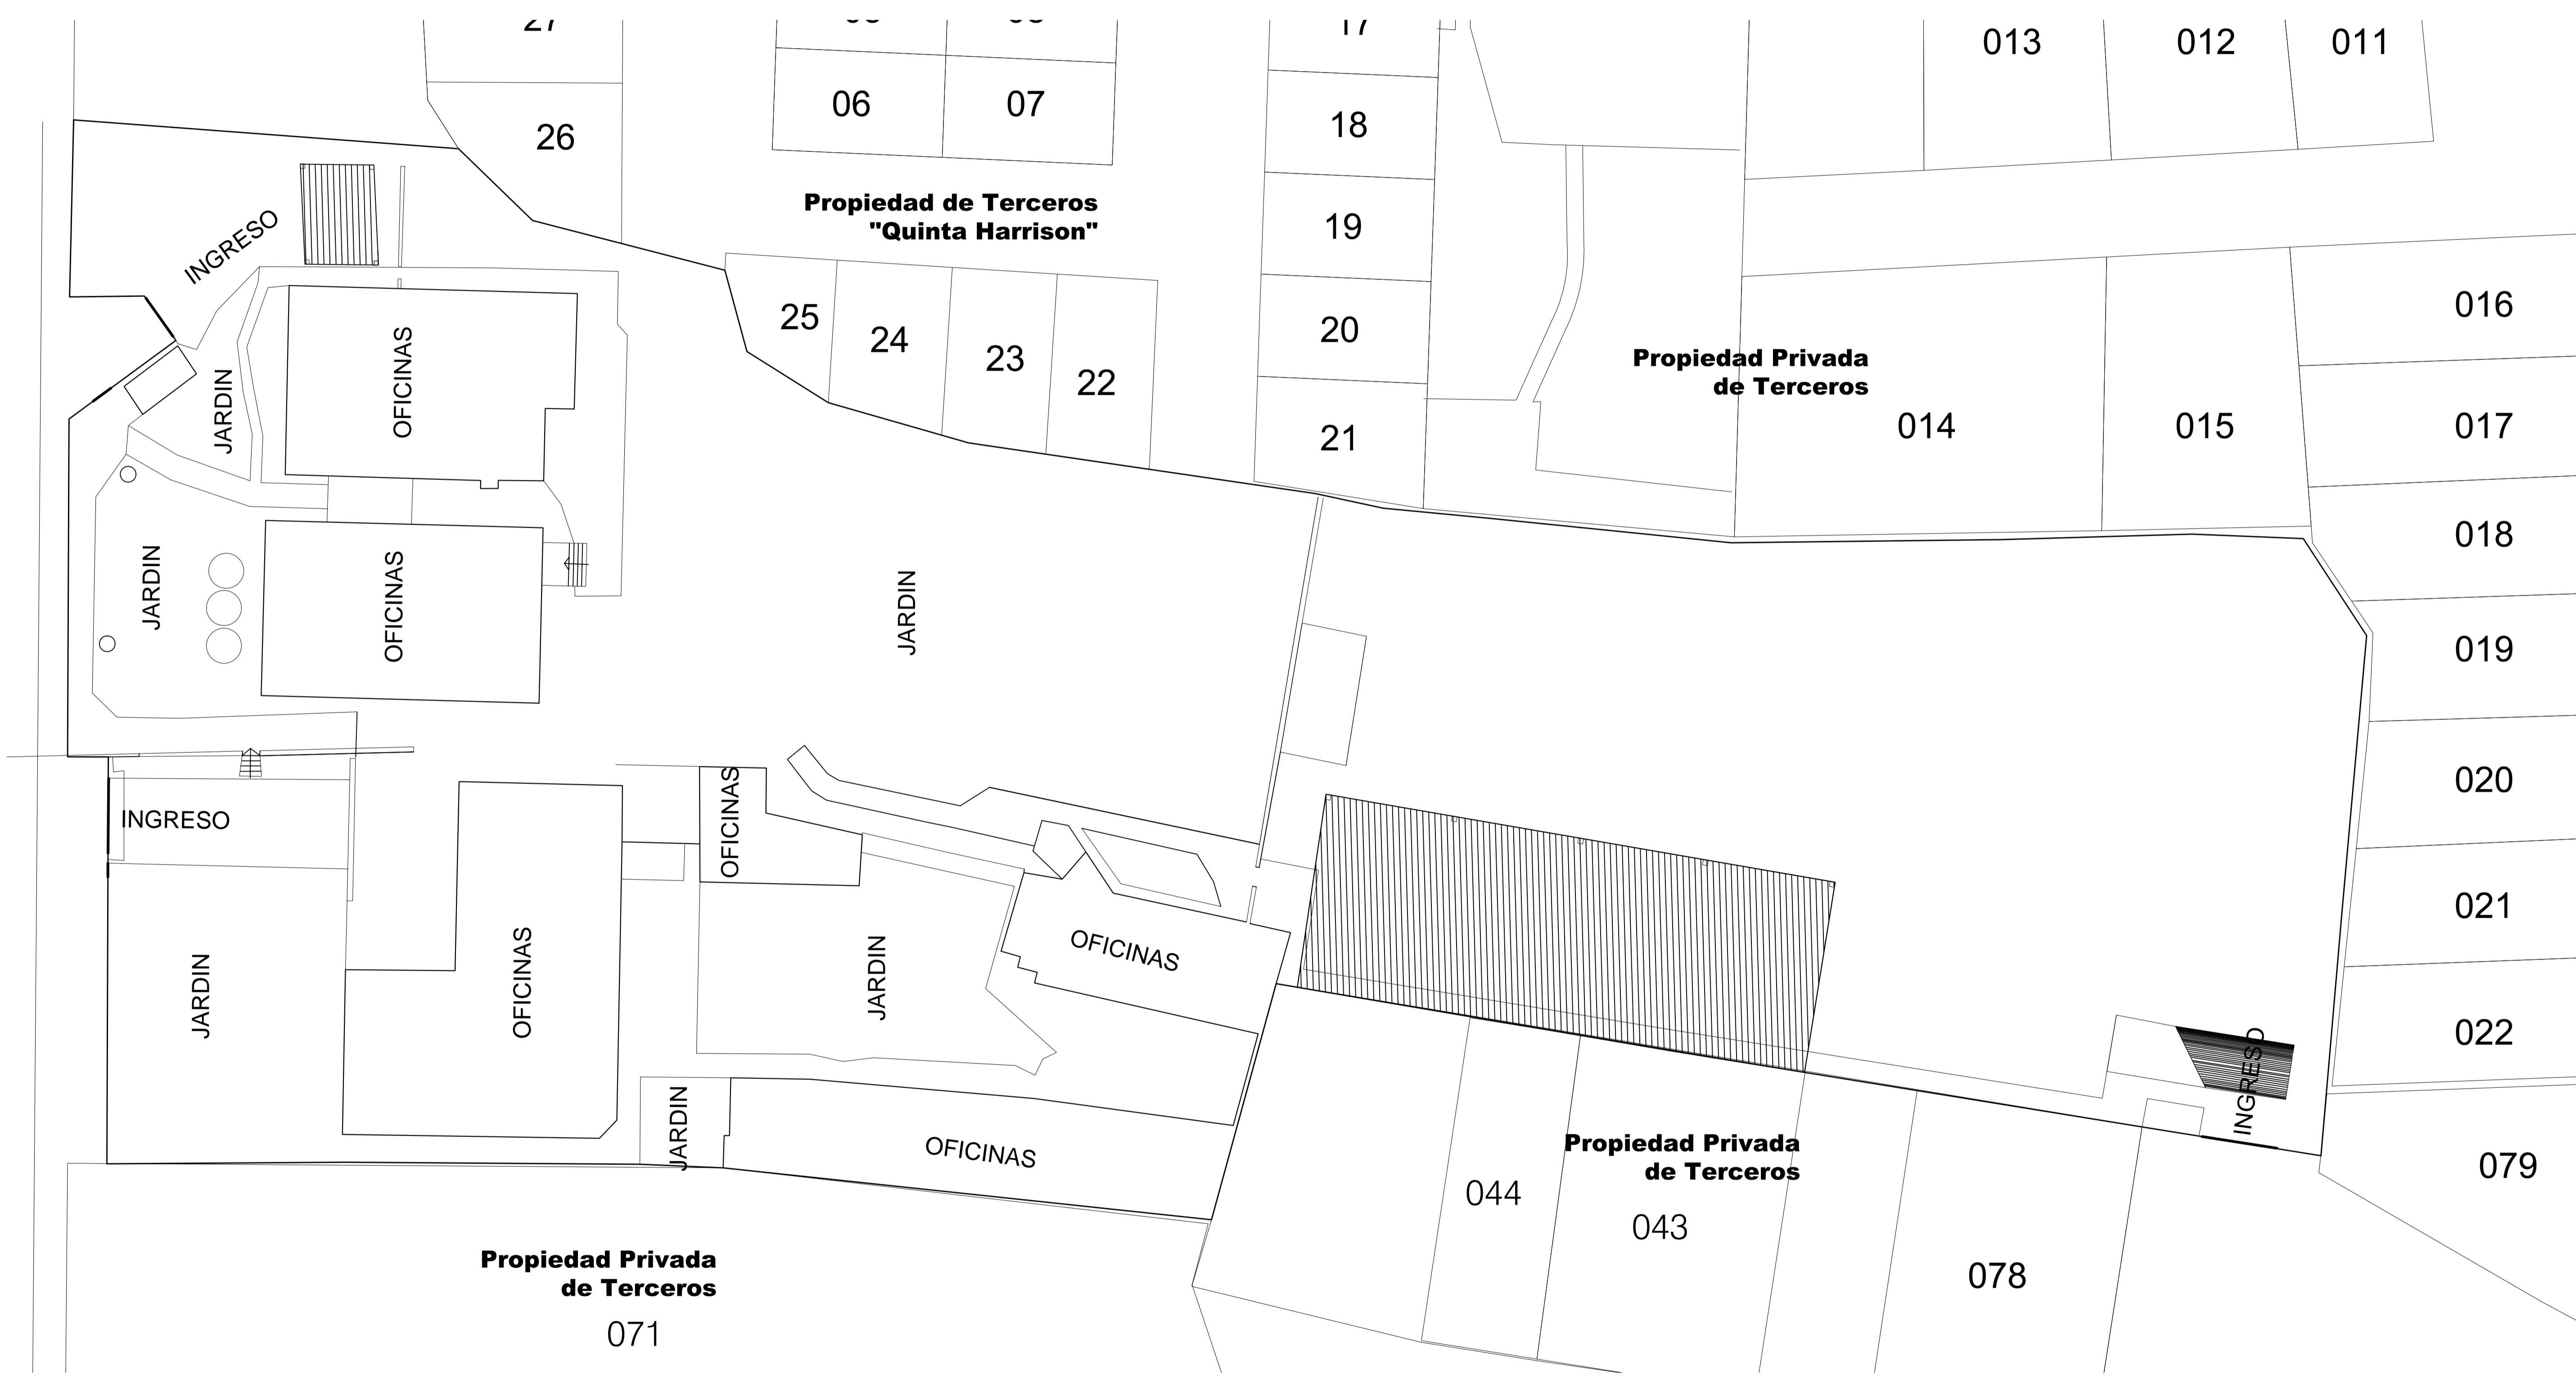 27
17
013
012
011
06
07
26
18
Propiedad de Terceros
"Quinta Harrison"
19
INGRESO
016
25
24
23
22
20
Propiedad Privada
de Terceros
OFICINAS
JARDIN
21
014
015
017
018
JARDIN
OFICINAS
JARDIN
019
020
INGRESO
OFICINAS
021
JARDIN
OFICINAS
JARDIN
OFICINAS
022
INGRESO
JARDIN
OFICINAS
Propiedad Privada
de Terceros
079
044
043
Propiedad Privada
de Terceros
078
071